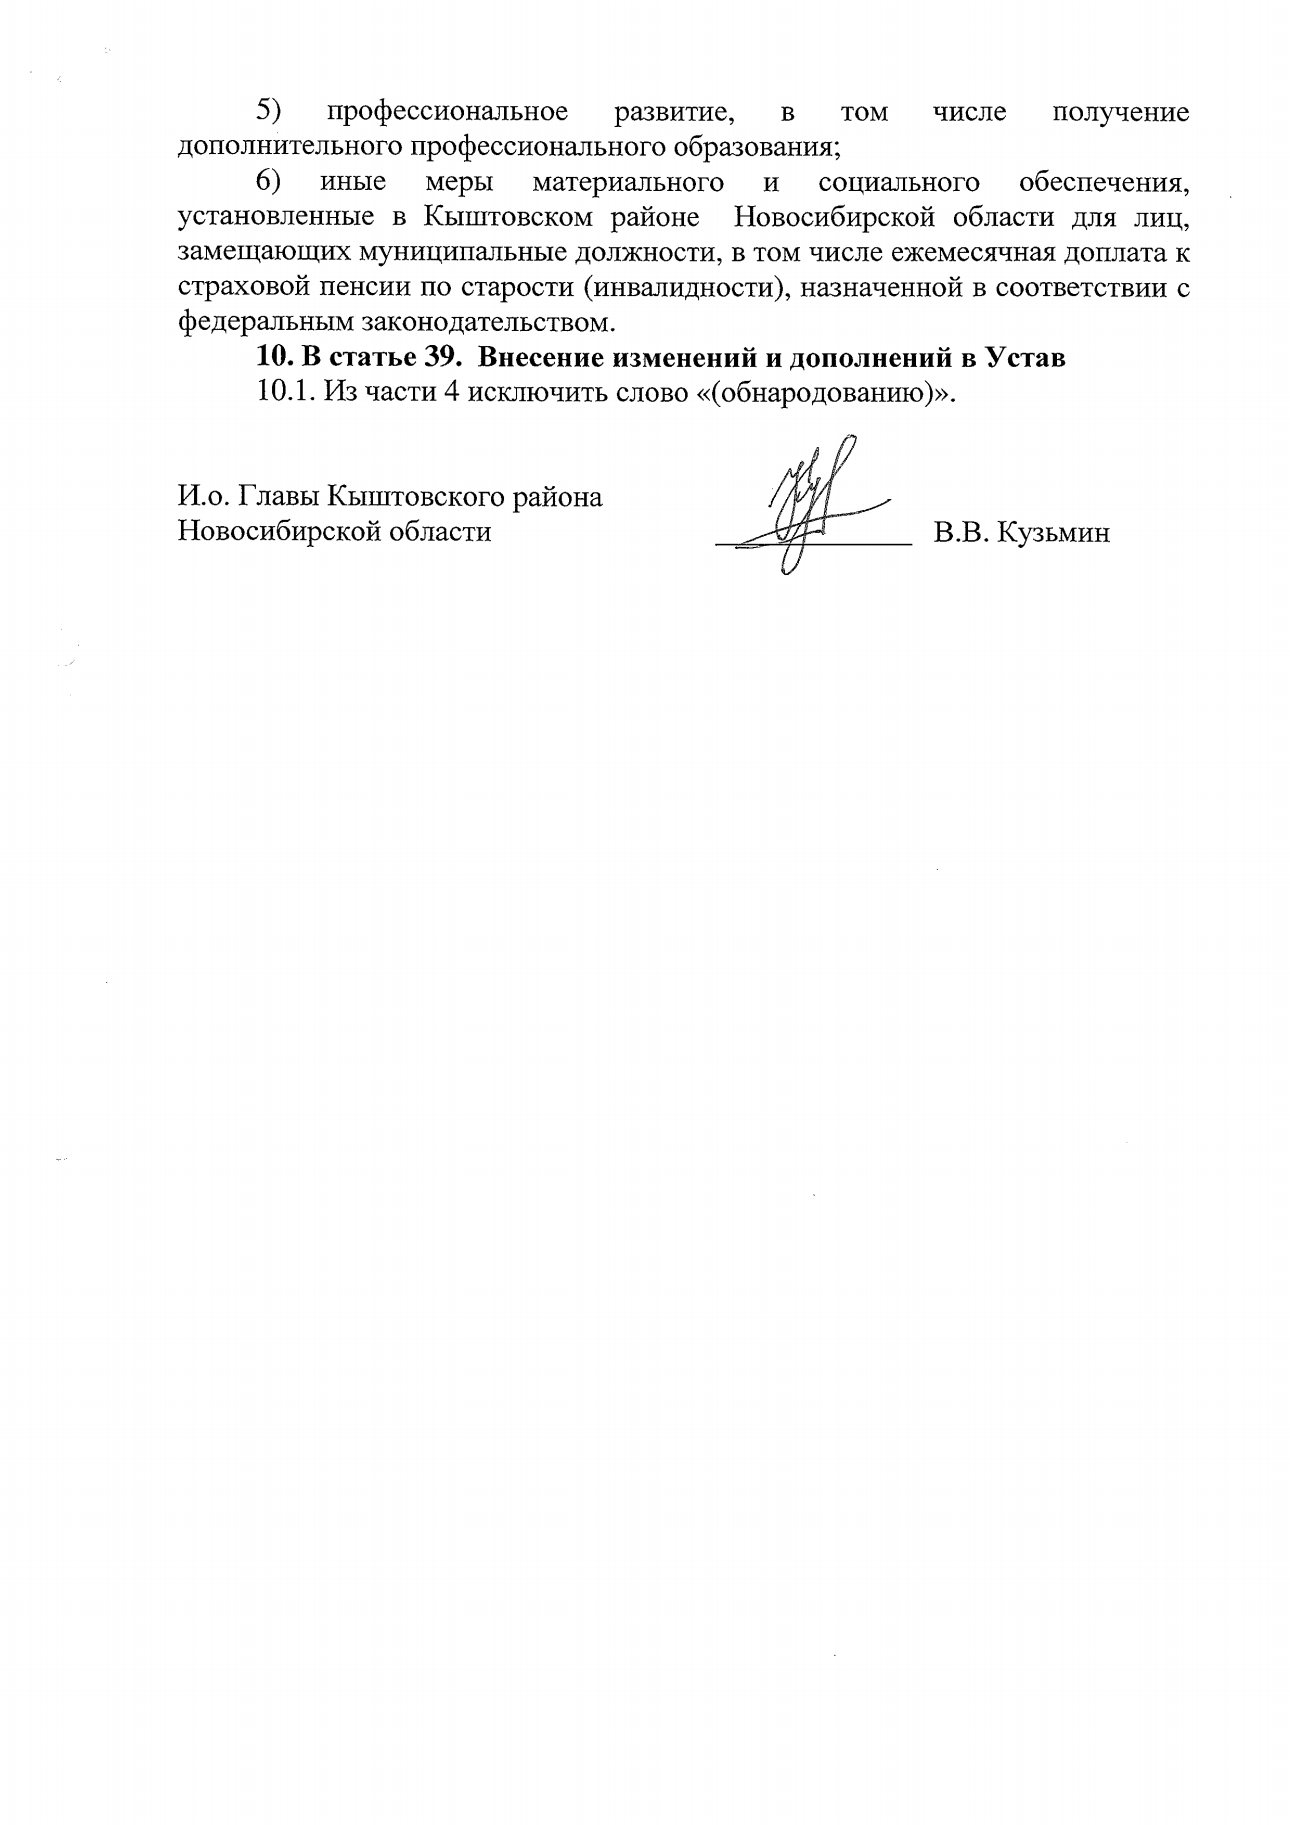 5) профессиональное развитие, в том числе получение
дополнительного профессионального образования;
6) иные меры материального и социального обеспечения,
установленные в Кыштовском районе Новосибирской области для лиц,
замещающих муниципальные должности, в том числе ежемесячная доплата к
страховой пенсии по старости (инвалидности), назначенной в соответствии с
федеральным законодательством.
10. В статье 39. Внесение изменений и дополнений в Устав
10.1. Из части 4 исключить слово «(обнародованию)».
И.о. Главы Кыштовского района
Новосибирской области ______________ В.В. Кузьмин